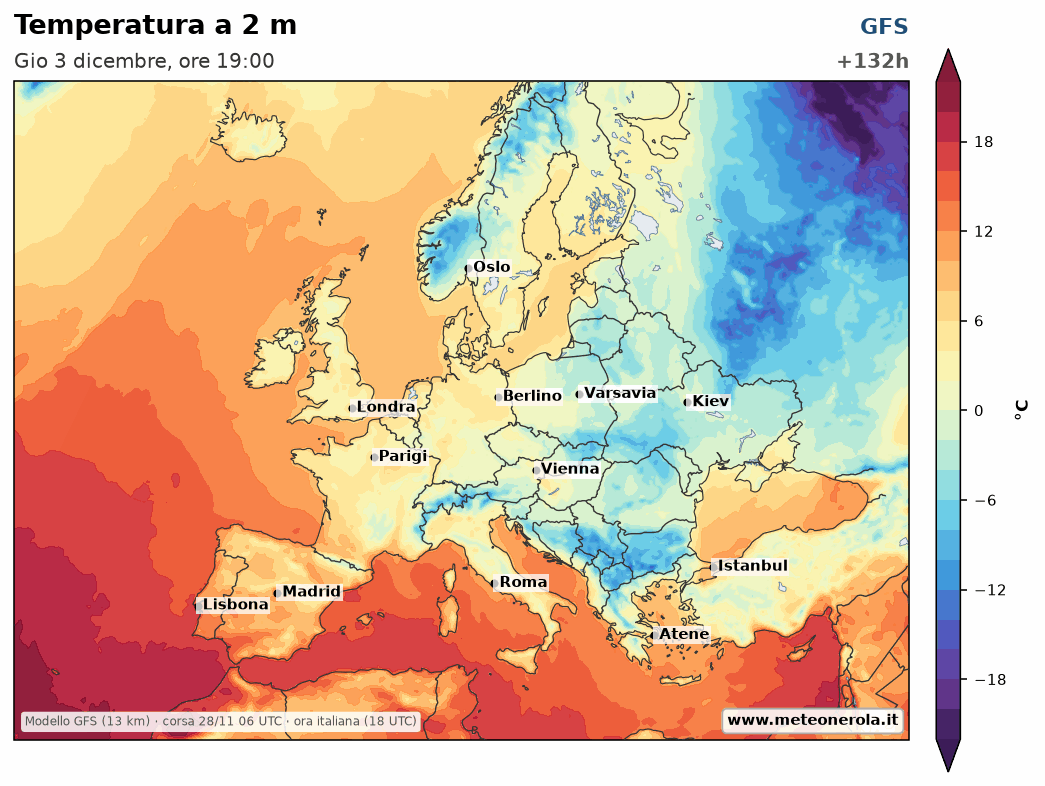 Temperatura a 2 m
GFS
Gio 3 dicembre, ore 19:00
+132h
18
12
6
0
−6
−12
−18
°C
Oslo
Londra
Berlino
Varsavia
Kiev
Parigi
Vienna
Istanbul
Roma
Madrid
Lisbona
Atene
Modello GFS (13 km) · corsa 28/11 06 UTC · ora italiana (18 UTC)
www.meteonerola.it